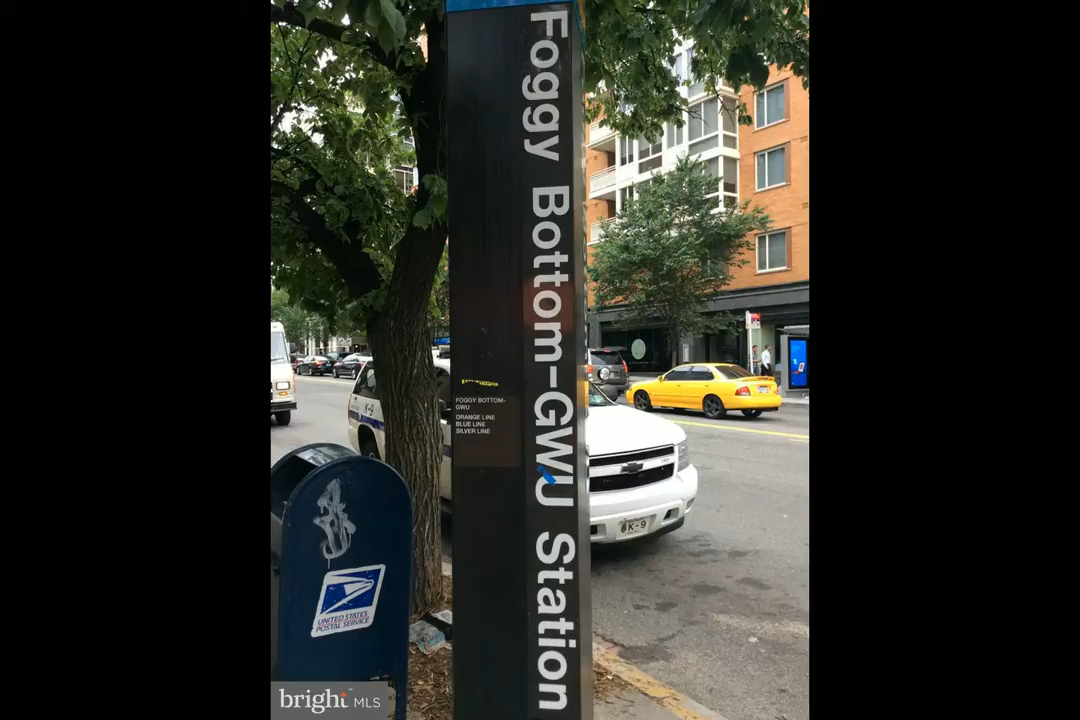 Foggy Bottom-GWU Station
FOGGY BOTTOM-
GWU
ORANGE LINE
BLUE LINE
SILVER LINE
K-9
K-9
UNITED STATES
POSTAL SERVICE
bright MLS